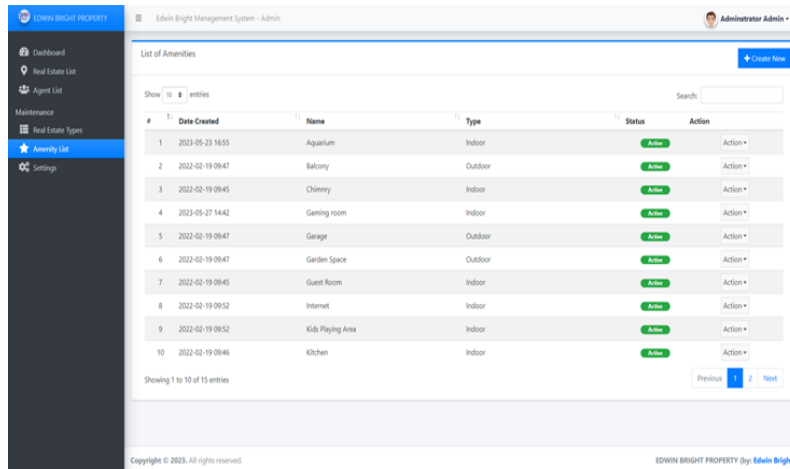 EDWIN BRIGHT PROPERTY
Edwin Bright Management System - Admin
Adminstrator Admin
Dashboard
Real Estate List
Agent List
Maintenance
Real Estate Types
Amenity List
Settings
List of Amenities
+ Create New
Show 10 entries
Search:
# Date Created Name Type Status Action
1 2023-05-23 16:55 Aquarium Indoor Active Action
2 2022-02-19 09:47 Balcony Outdoor Active Action
3 2022-02-19 09:45 Chimnry Indoor Active Action
4 2023-05-27 14:42 Gaming room Indoor Active Action
5 2022-02-19 09:47 Garage Outdoor Active Action
6 2022-02-19 09:47 Garden Space Outdoor Active Action
7 2022-02-19 09:45 Guest Room Indoor Active Action
8 2022-02-19 09:52 Internet Indoor Active Action
9 2022-02-19 09:52 Kids Playing Area Indoor Active Action
10 2022-02-19 09:46 Kitchen Indoor Active Action
Showing 1 to 10 of 15 entries
Previous 1 2 Next
Copyright © 2023. All rights reserved.
EDWIN BRIGHT PROPERTY (by: Edwin Brigh